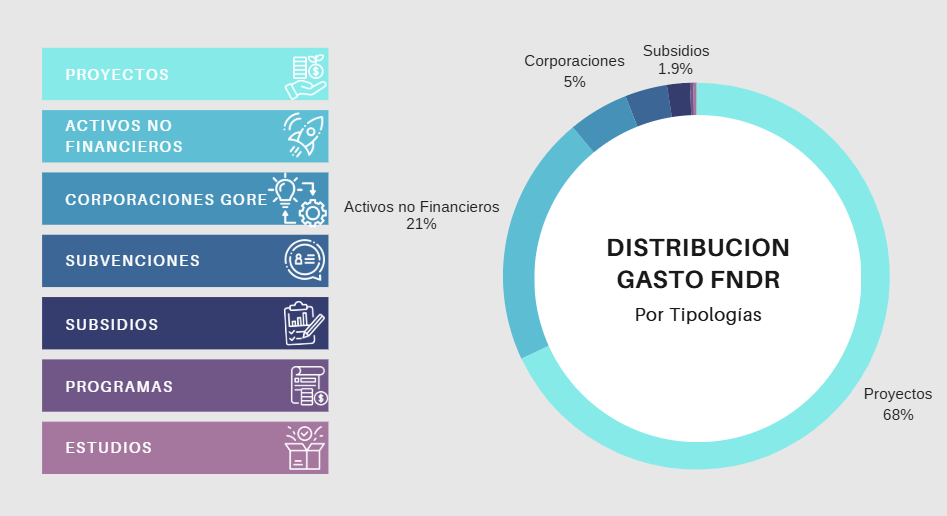 PROYECTOS
ACTIVOS NO
FINANCIEROS
CORPORACIONES GORE
SUBVENCIONES
SUBSIDIOS
PROGRAMAS
ESTUDIOS
Corporaciones
5%
Subsidios
1.9%
Activos no Financieros
21%
DISTRIBUCION
GASTO FNDR
Por Tipologías
Proyectos
68%